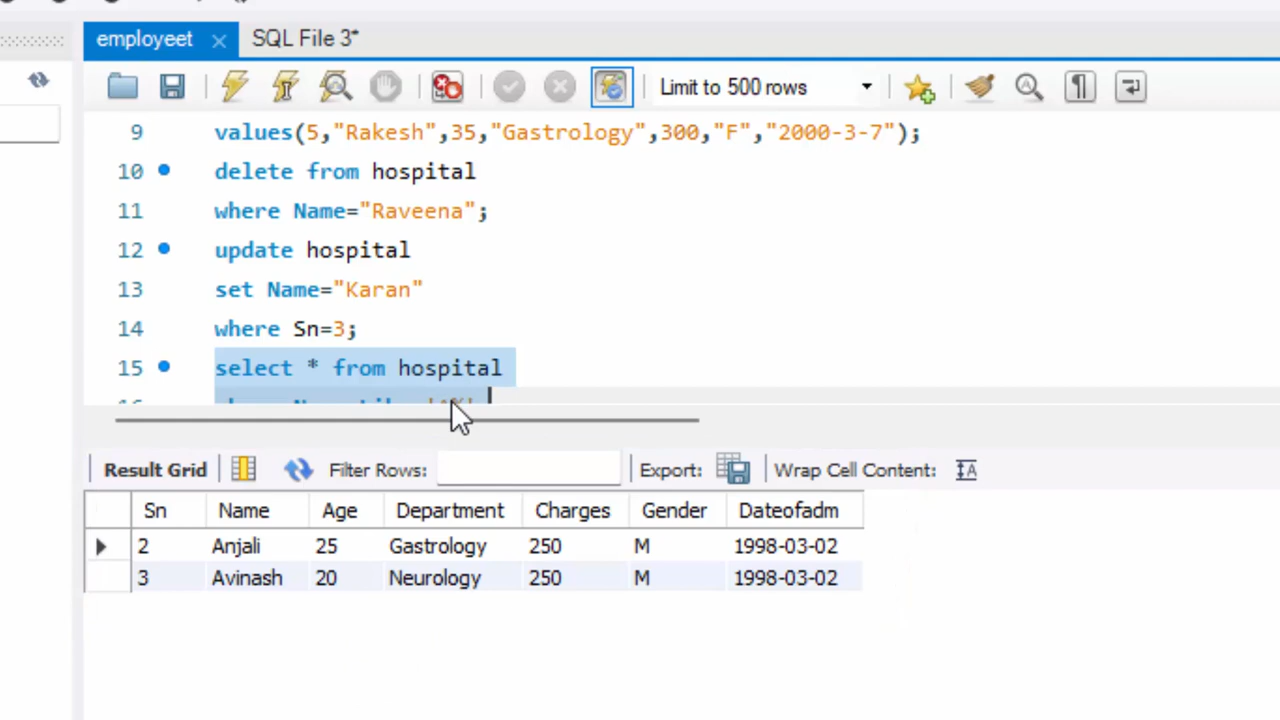 employeet SQL File 3*
Limit to 500 rows
9 values(5,"Rakesh",35,"Gastrology",300,"F","2000-3-7");
10 delete from hospital
11 where Name="Raveena";
12 update hospital
13 set Name="Karan"
14 where Sn=3;
15 select * from hospital
Result Grid Filter Rows: Export: Wrap Cell Content:
Sn Name Age Department Charges Gender Dateofadm
2 Anjali 25 Gastrology 250 M 1998-03-02
3 Avinash 20 Neurology 250 M 1998-03-02